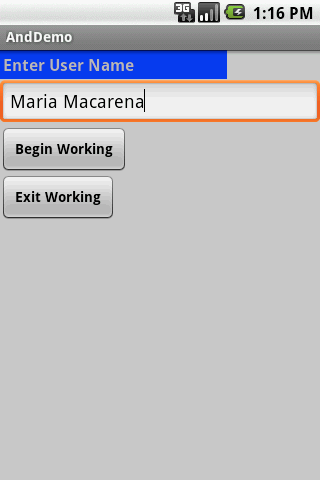 3G 1:16 PM
AndDemo
Enter User Name
Maria Macarena
Begin Working
Exit Working